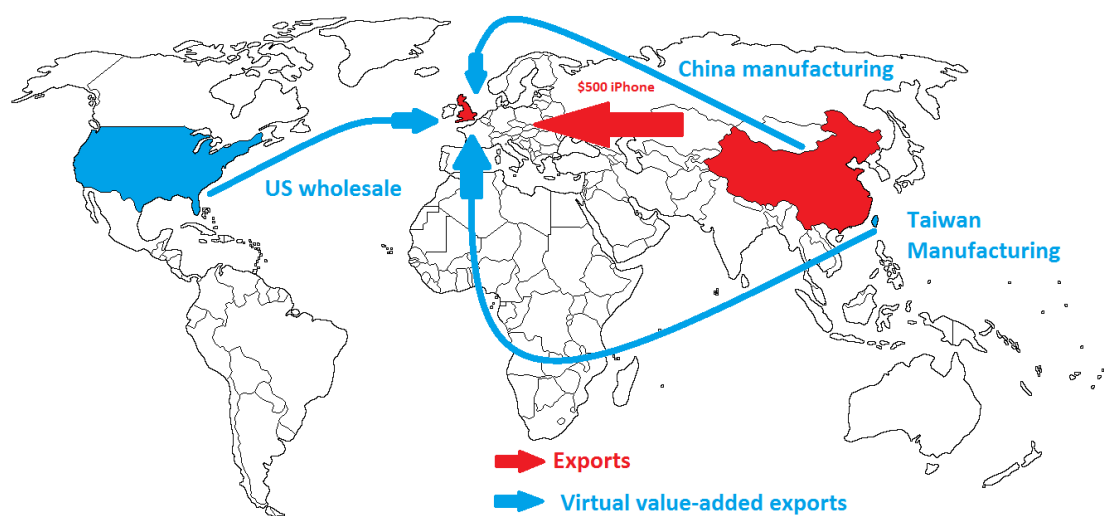 China manufacturing
$500 iPhone
US wholesale
Taiwan
Manufacturing
Exports
Virtual value-added exports